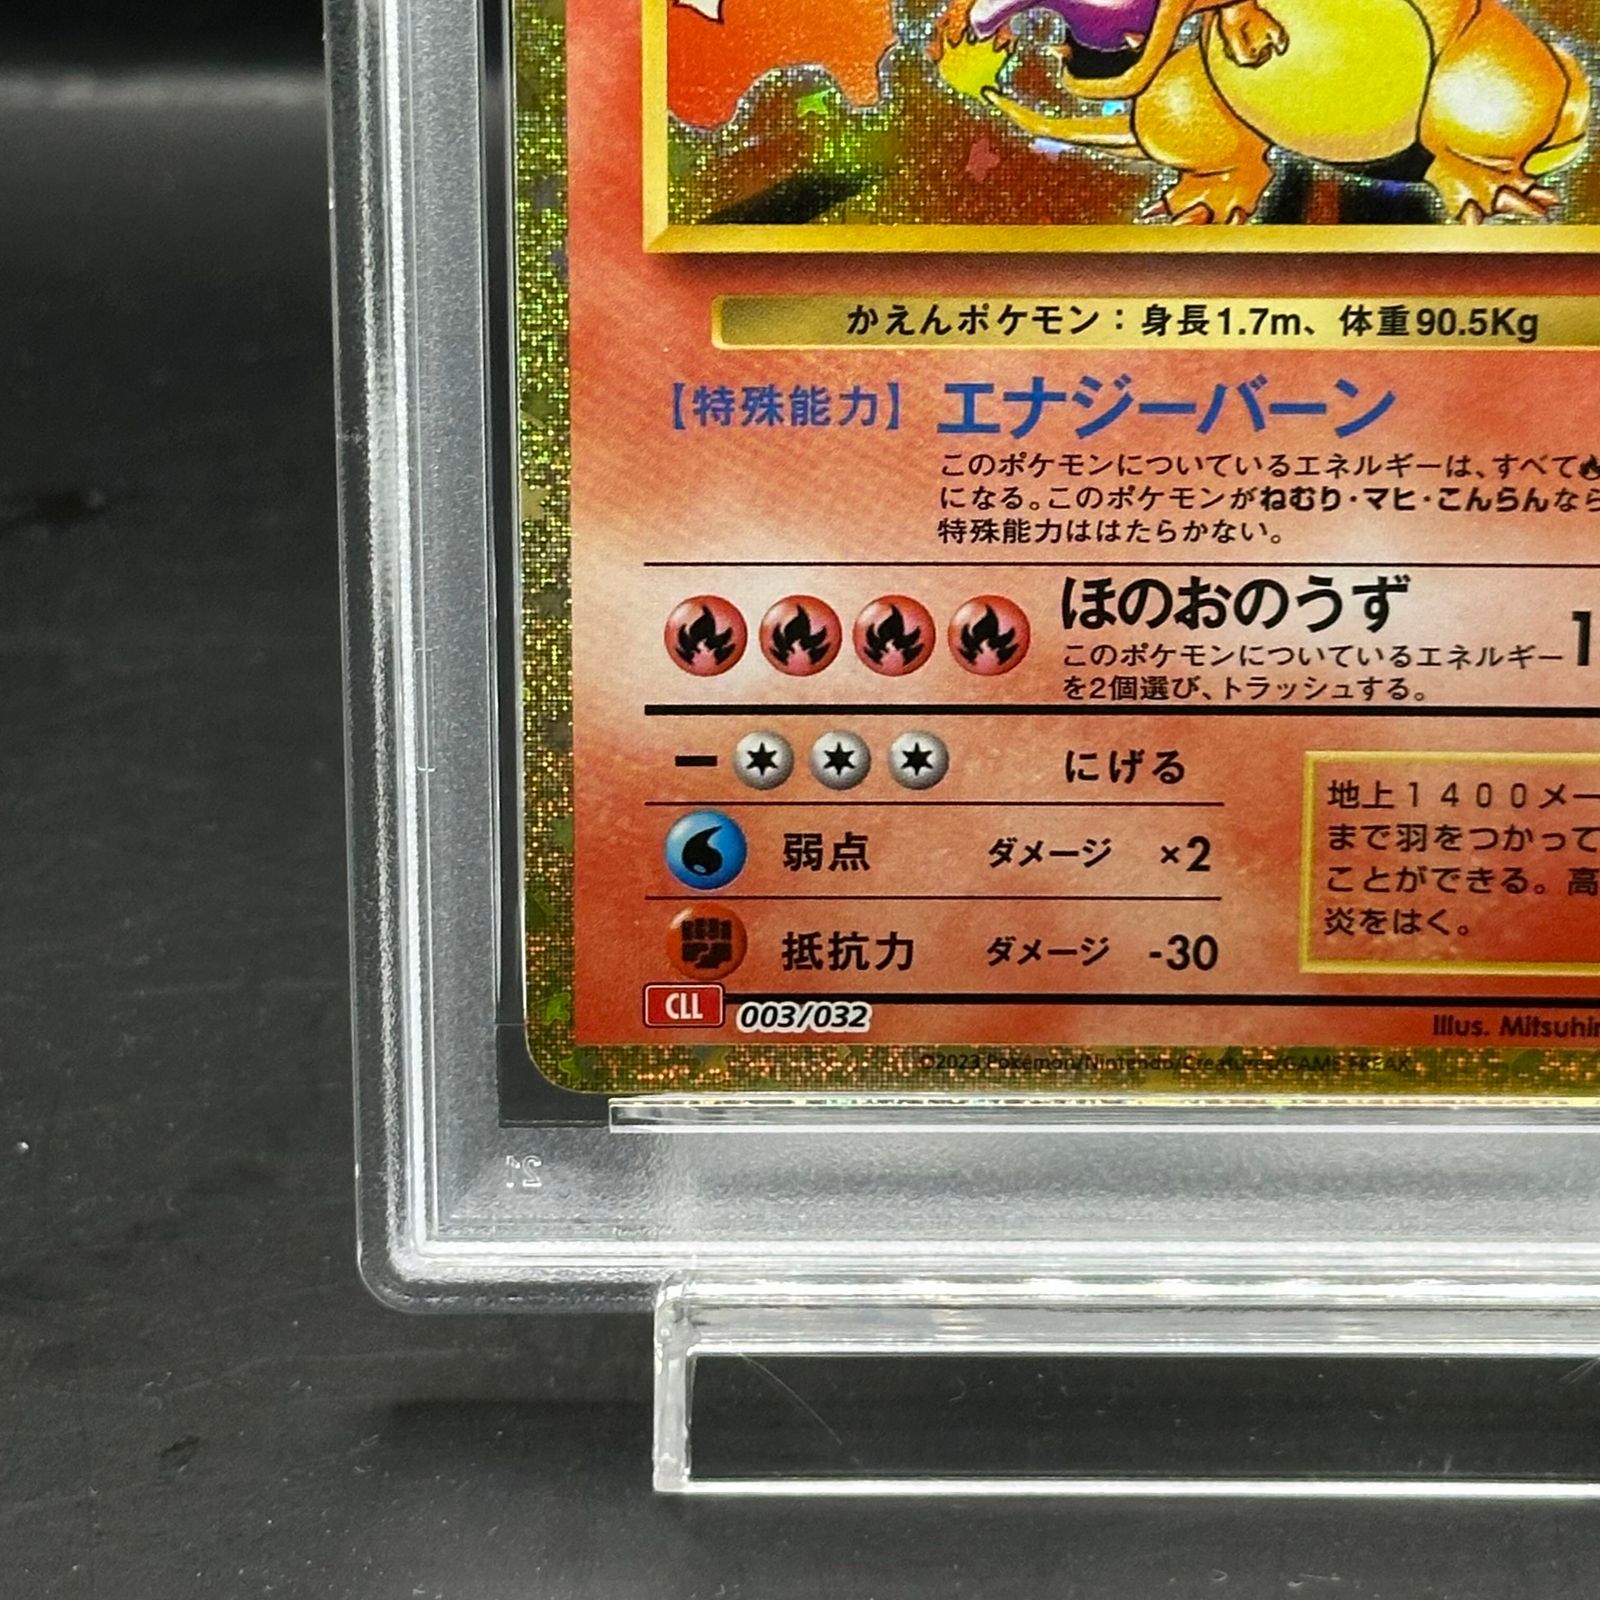 かえんポケモン：身長1.7m、体重90.5Kg
【特殊能力】エナジーバーン
このポケモンについているエネルギーは、すべて
になる。このポケモンがねむり・マヒ・こんらんなら
特殊能力ははたらかない。
ほのおのうず
このポケモンについているエネルギー
を2個選び、トラッシュする。
1
にげる
弱点 ダメージ ×2
抵抗力 ダメージ -30
地上1400メー
まで羽をつかって
ことができる。高
炎をはく。
CLL 003/032
Illus. Mitsuhir
©2023 Pokémon/Nintendo/Creatures/GAME FREAK